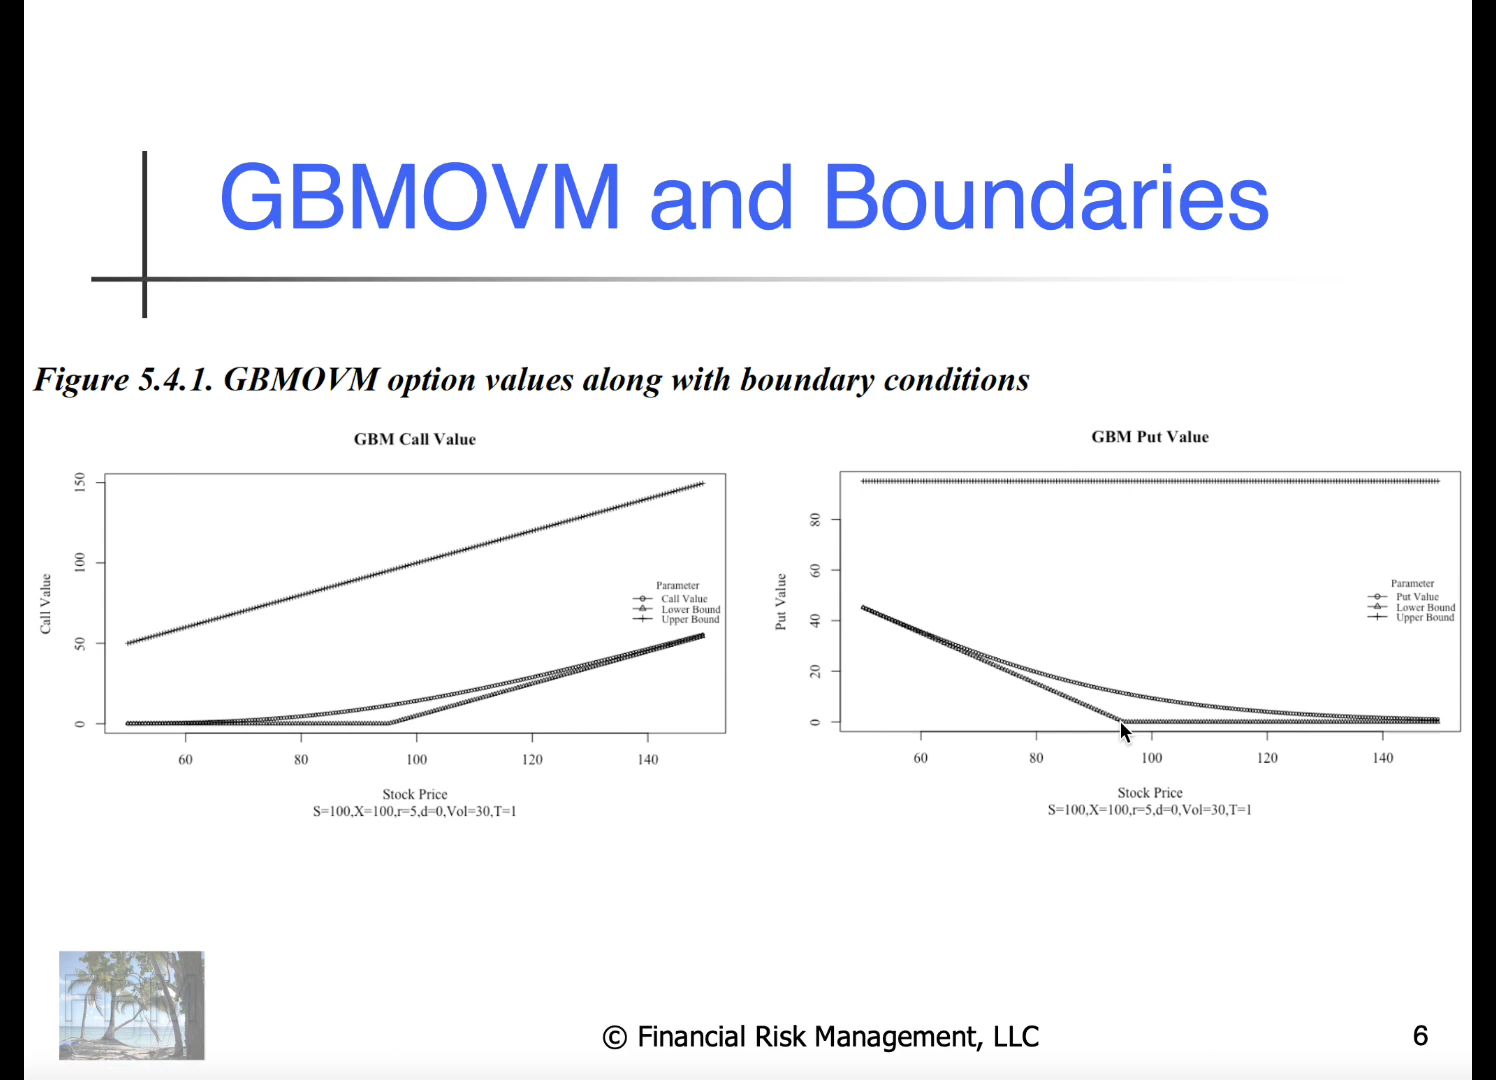 GBMOVM and Boundaries
Figure 5.4.1. GBMOVM option values along with boundary conditions
GBM Call Value
Call Value
150
100
50
0
Parameter
Call Value
Lower Bound
Upper Bound
60 80 100 120 140
Stock Price
S=100,X=100,r=5,d=0,Vol=30,T=1
GBM Put Value
Put Value
80
60
40
20
0
Parameter
Put Value
Lower Bound
Upper Bound
60 80 100 120 140
Stock Price
S=100,X=100,r=5,d=0,Vol=30,T=1
© Financial Risk Management, LLC
6